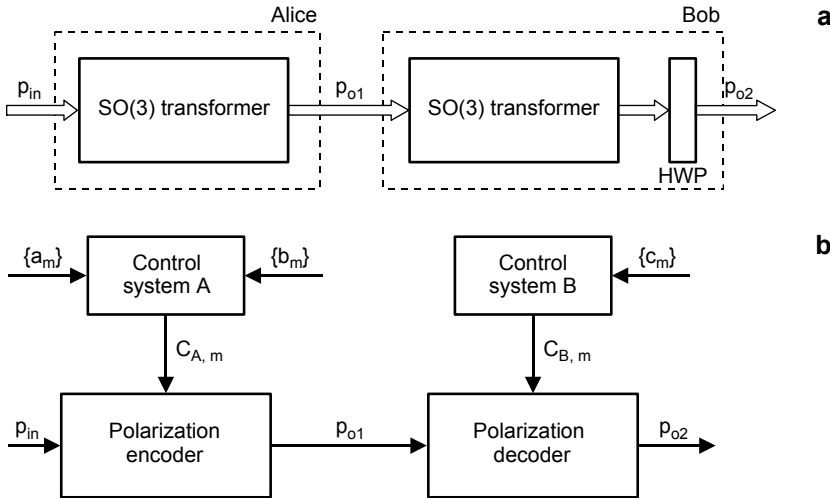 Alice
Bob
a
p_in
SO(3) transformer
p_o1
SO(3) transformer
p_o2
HWP
b
{a_m}
Control
system A
{b_m}
Control
system B
{c_m}
C_A, m
C_B, m
p_in
Polarization
encoder
p_o1
Polarization
decoder
p_o2